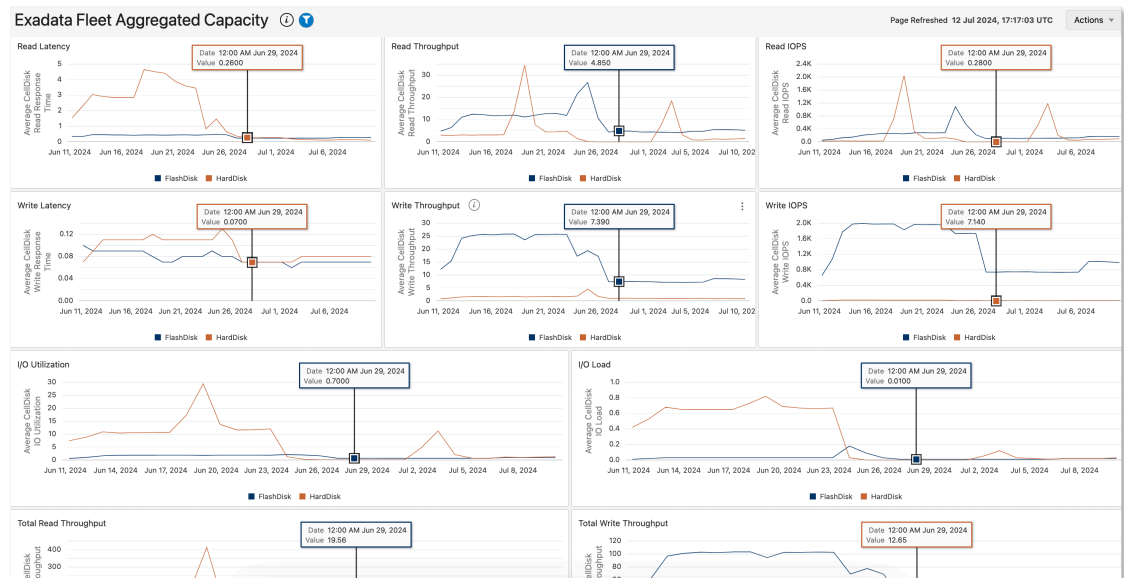 Exadata Fleet Aggregated Capacity
Page Refreshed 12 Jul 2024, 17:17:03 UTC
Actions
Read Latency
Date 12:00 AM Jun 29, 2024
Value 0.2600
Average CellDisk
Read Response
Time
5
4
3
2
1
0
Jun 11, 2024 Jun 16, 2024 Jun 21, 2024 Jun 26, 2024 Jul 1, 2024 Jul 6, 2024
FlashDisk HardDisk
Read Throughput
Date 12:00 AM Jun 29, 2024
Value 4.850
Average CellDisk
Read Throughput
30
20
10
0
Jun 11, 2024 Jun 16, 2024 Jun 21, 2024 Jun 26, 2024 Jul 1, 2024 Jul 5, 2024 Jul 10, 202
FlashDisk HardDisk
Read IOPS
Date 12:00 AM Jun 29, 2024
Value 0.2800
Average CellDisk
Read IOPS
2.4K
2.0K
1.6K
1.2K
0.8K
0.4K
0.0
Jun 11, 2024 Jun 16, 2024 Jun 21, 2024 Jun 26, 2024 Jul 1, 2024 Jul 6, 2024
FlashDisk HardDisk
Write Latency
Date 12:00 AM Jun 29, 2024
Value 0.0700
Average CellDisk
Write Response
Time
0.12
0.08
0.04
0.00
Jun 11, 2024 Jun 16, 2024 Jun 21, 2024 Jun 26, 2024 Jul 1, 2024 Jul 6, 2024
FlashDisk HardDisk
Write Throughput
Date 12:00 AM Jun 29, 2024
Value 7.390
Average CellDisk
Write Throughput
30
25
20
15
10
5
0
Jun 11, 2024 Jun 16, 2024 Jun 21, 2024 Jun 26, 2024 Jul 1, 2024 Jul 5, 2024 Jul 10, 202
FlashDisk HardDisk
Write IOPS
Date 12:00 AM Jun 29, 2024
Value 7.140
Average CellDisk
Write IOPS
2.0K
1.6K
1.2K
0.8K
0.4K
0.0
Jun 11, 2024 Jun 16, 2024 Jun 21, 2024 Jun 26, 2024 Jul 1, 2024 Jul 6, 2024
FlashDisk HardDisk
I/O Utilization
Date 12:00 AM Jun 29, 2024
Value 0.7000
Average CellDisk
IO Utilization
30
25
20
15
10
5
0
Jun 11, 2024 Jun 14, 2024 Jun 17, 2024 Jun 20, 2024 Jun 23, 2024 Jun 26, 2024 Jun 29, 2024 Jul 2, 2024 Jul 5, 2024 Jul 8, 2024
FlashDisk HardDisk
I/O Load
Date 12:00 AM Jun 29, 2024
Value 0.0100
Average CellDisk
IO Load
1.0
0.8
0.6
0.4
0.2
0.0
Jun 11, 2024 Jun 14, 2024 Jun 17, 2024 Jun 20, 2024 Jun 23, 2024 Jun 26, 2024 Jun 29, 2024 Jul 2, 2024 Jul 5, 2024 Jul 8, 2024
FlashDisk HardDisk
Total Read Throughput
Date 12:00 AM Jun 29, 2024
Value 19.56
400
300
Total Write Throughput
Date 12:00 AM Jun 29, 2024
Value 12.65
120
100
80